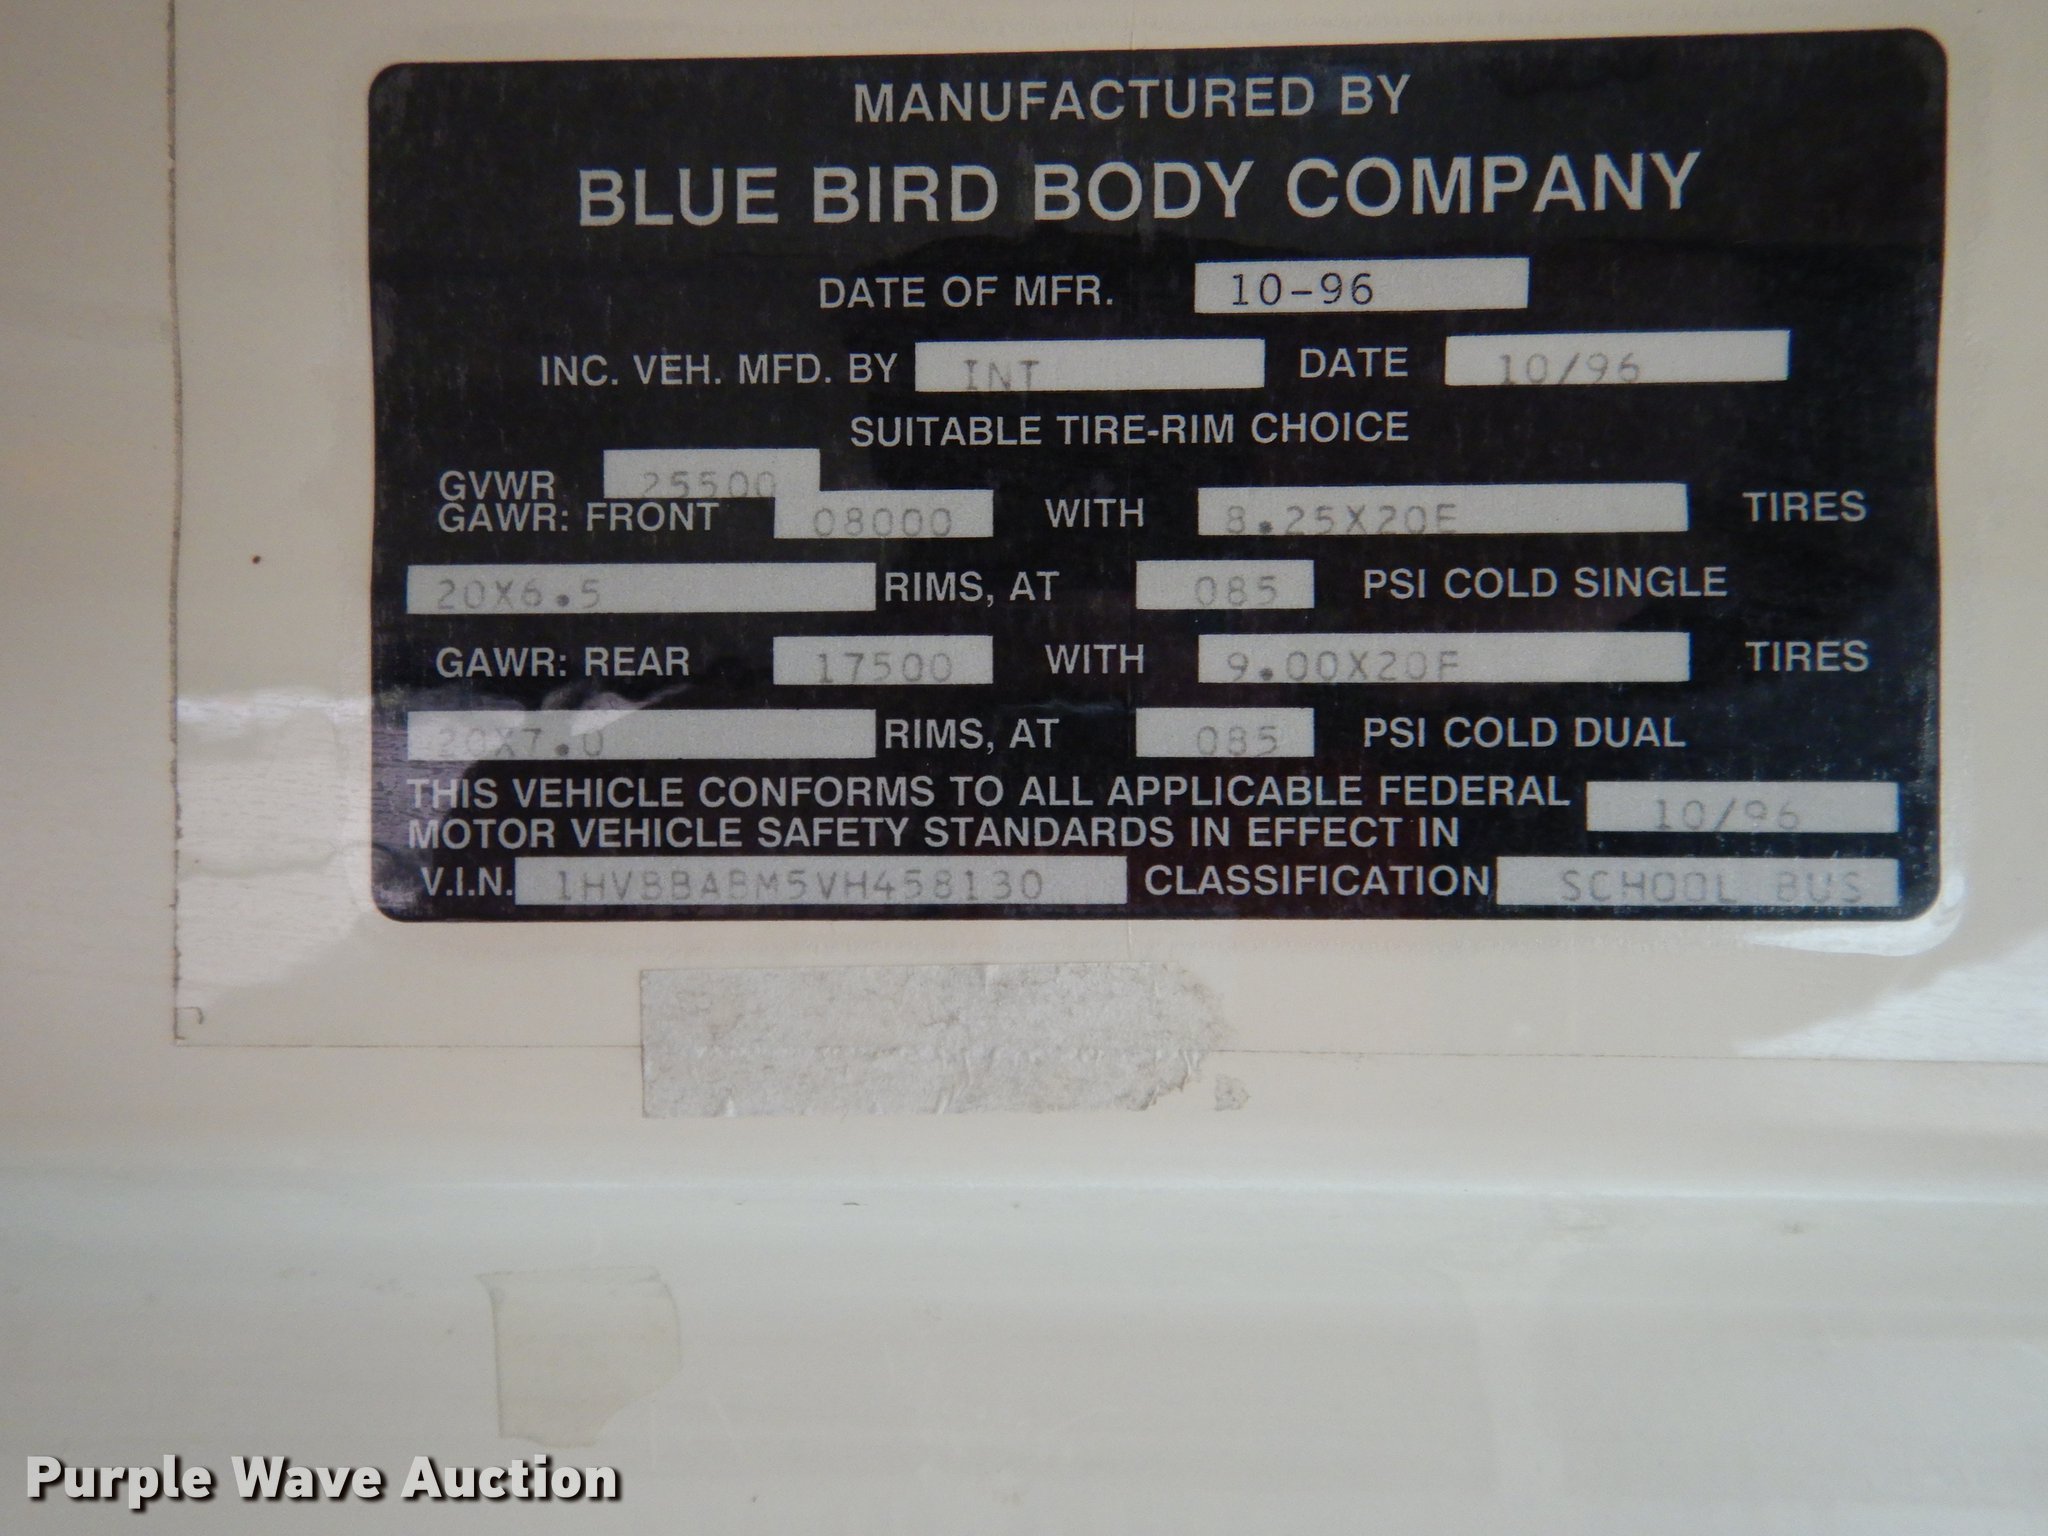 MANUFACTURED BY
BLUE BIRD BODY COMPANY
DATE OF MFR. 10-96
INC. VEH. MFD. BY INT DATE 10/96
SUITABLE TIRE-RIM CHOICE
GVWR 25500
GAWR: FRONT 08000 WITH 8.25X20E TIRES
20X6.5 RIMS, AT 085 PSI COLD SINGLE
GAWR: REAR 17500 WITH 9.00X20F TIRES
20X7.0 RIMS, AT 085 PSI COLD DUAL
THIS VEHICLE CONFORMS TO ALL APPLICABLE FEDERAL 10/96
MOTOR VEHICLE SAFETY STANDARDS IN EFFECT IN
V.I.N. 1HVBBABM5VH458130 CLASSIFICATION SCHOOL BUS
Purple Wave Auction